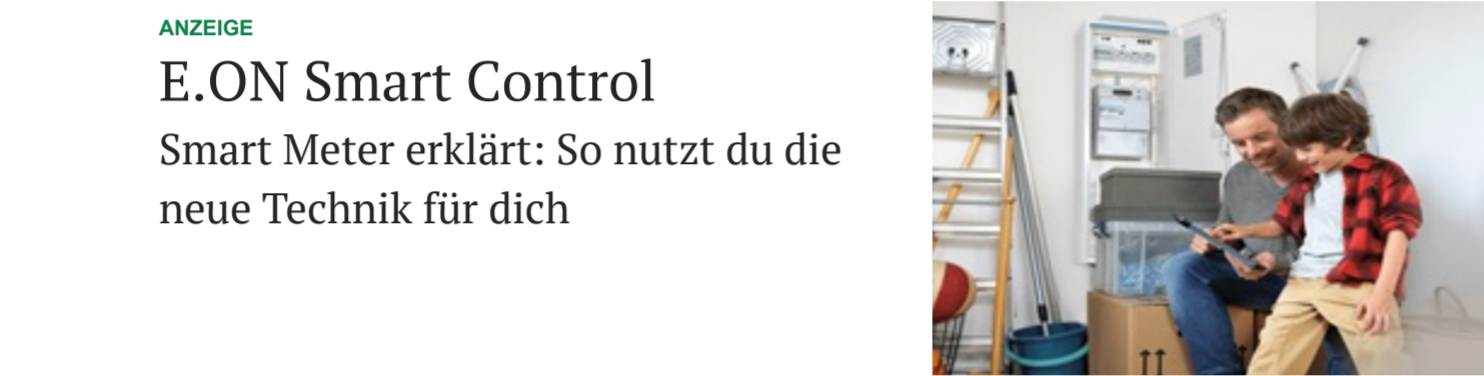 ANZEIGE
E.ON Smart Control
Smart Meter erklärt: So nutzt du die
neue Technik für dich